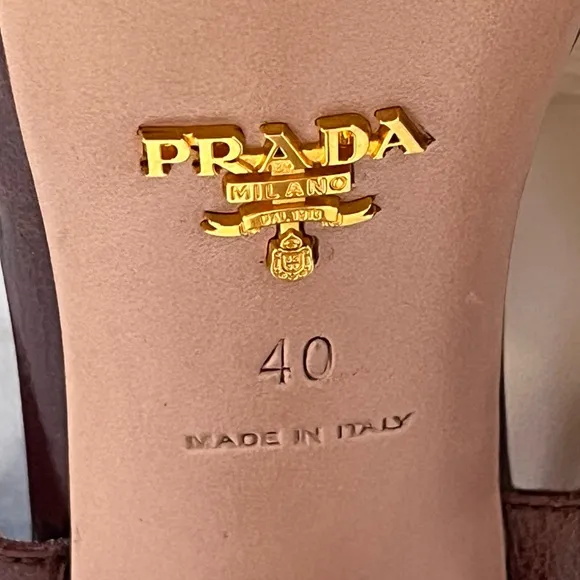 PRADA
MILANO
DAL 1913
40
MADE IN ITALY